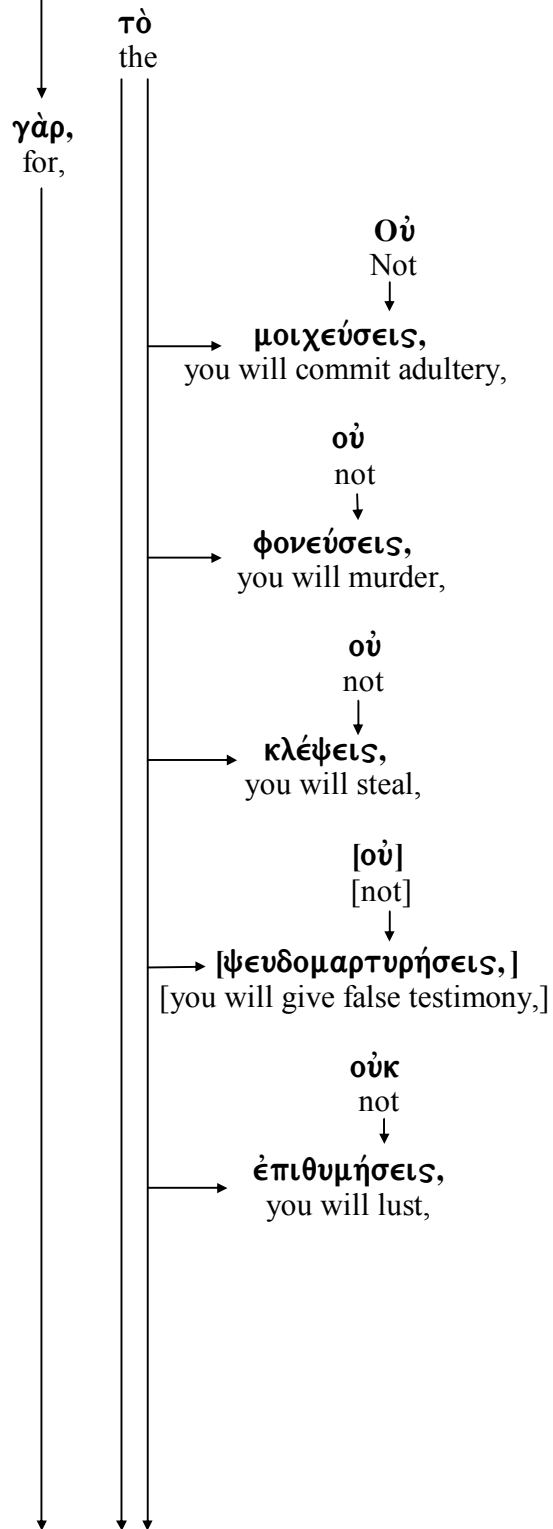 τὸ
the
γὰρ,
for,
Οὐ
Not
μοιχεύσεις,
you will commit adultery,
οὐ
not
φονεύσεις,
you will murder,
οὐ
not
κλέψεις,
you will steal,
[οὐ]
[not]
[ψευδομαρτυρήσεις,]
[you will give false testimony,]
οὐκ
not
ἐπιθυμήσεις,
you will lust,